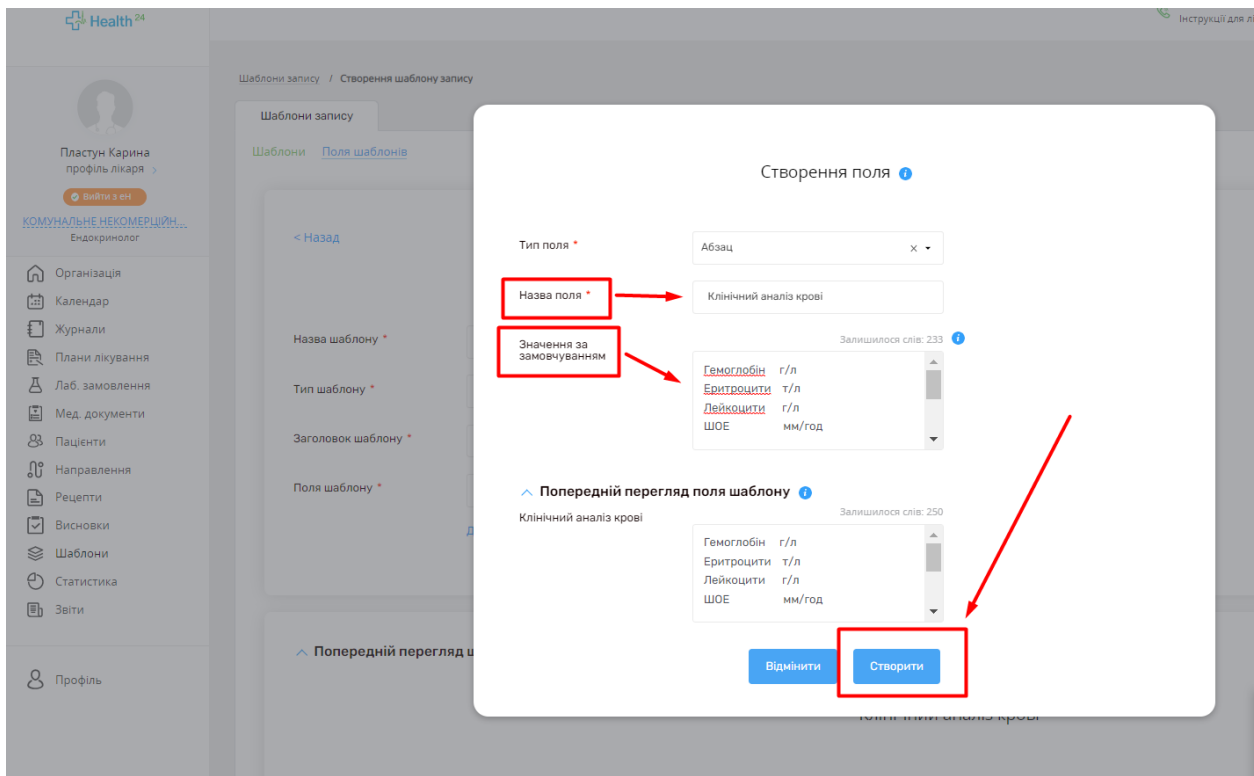 Health 24
Інструкції для лі
Шаблони запису / Створення шаблону запису
Шаблони запису
Шаблони Поля шаблонів
Пластун Карина
профіль лікаря >
Вийти з еН
КОМУНАЛЬНЕ НЕКОМЕРЦІЙН...
Ендокринолог
Організація
Календар
Журнали
Плани лікування
Лаб. замовлення
Мед. документи
Пацієнти
Направлення
Рецепти
Висновки
Шаблони
Статистика
Звіти
Профіль
< Назад
Назва шаблону *
Тип шаблону *
Заголовок шаблону *
Поля шаблону *
Д
Попередній перегляд ш
Створення поля
Тип поля *
Абзац
Назва поля *
Клінічний аналіз крові
Залишилося слів: 233
Значення за
замовчуванням
Гемоглобін г/л
Еритроцити т/л
Лейкоцити г/л
ШОЕ мм/год
Попередній перегляд поля шаблону
Залишилося слів: 250
Клінічний аналіз крові
Гемоглобін г/л
Еритроцити т/л
Лейкоцити г/л
ШОЕ мм/год
Відмінити
Створити
Клінічний аналіз крові